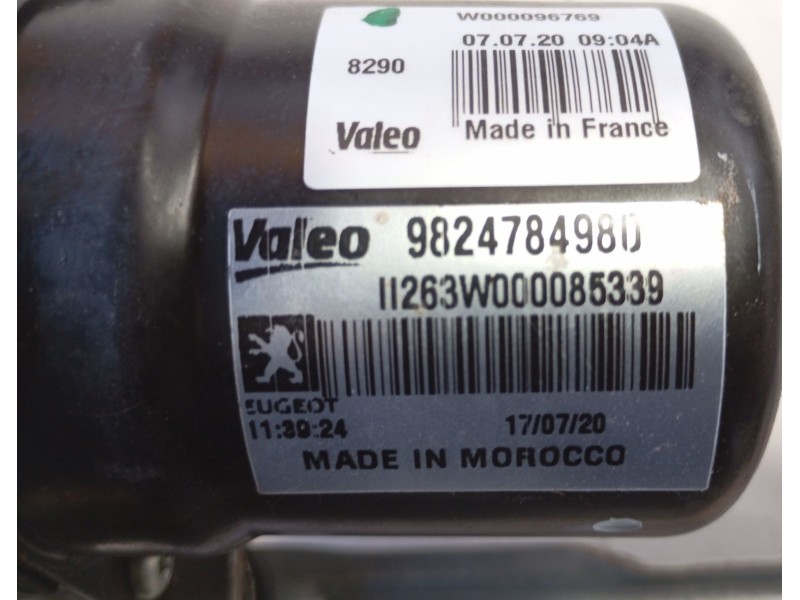 W000096769
07.07.20 09:04A
8290
Valeo
Made in France
Valeo 9824784980
II263W000085339
PEUGEOT
11:39:24 17/07/20
MADE IN MOROCCO